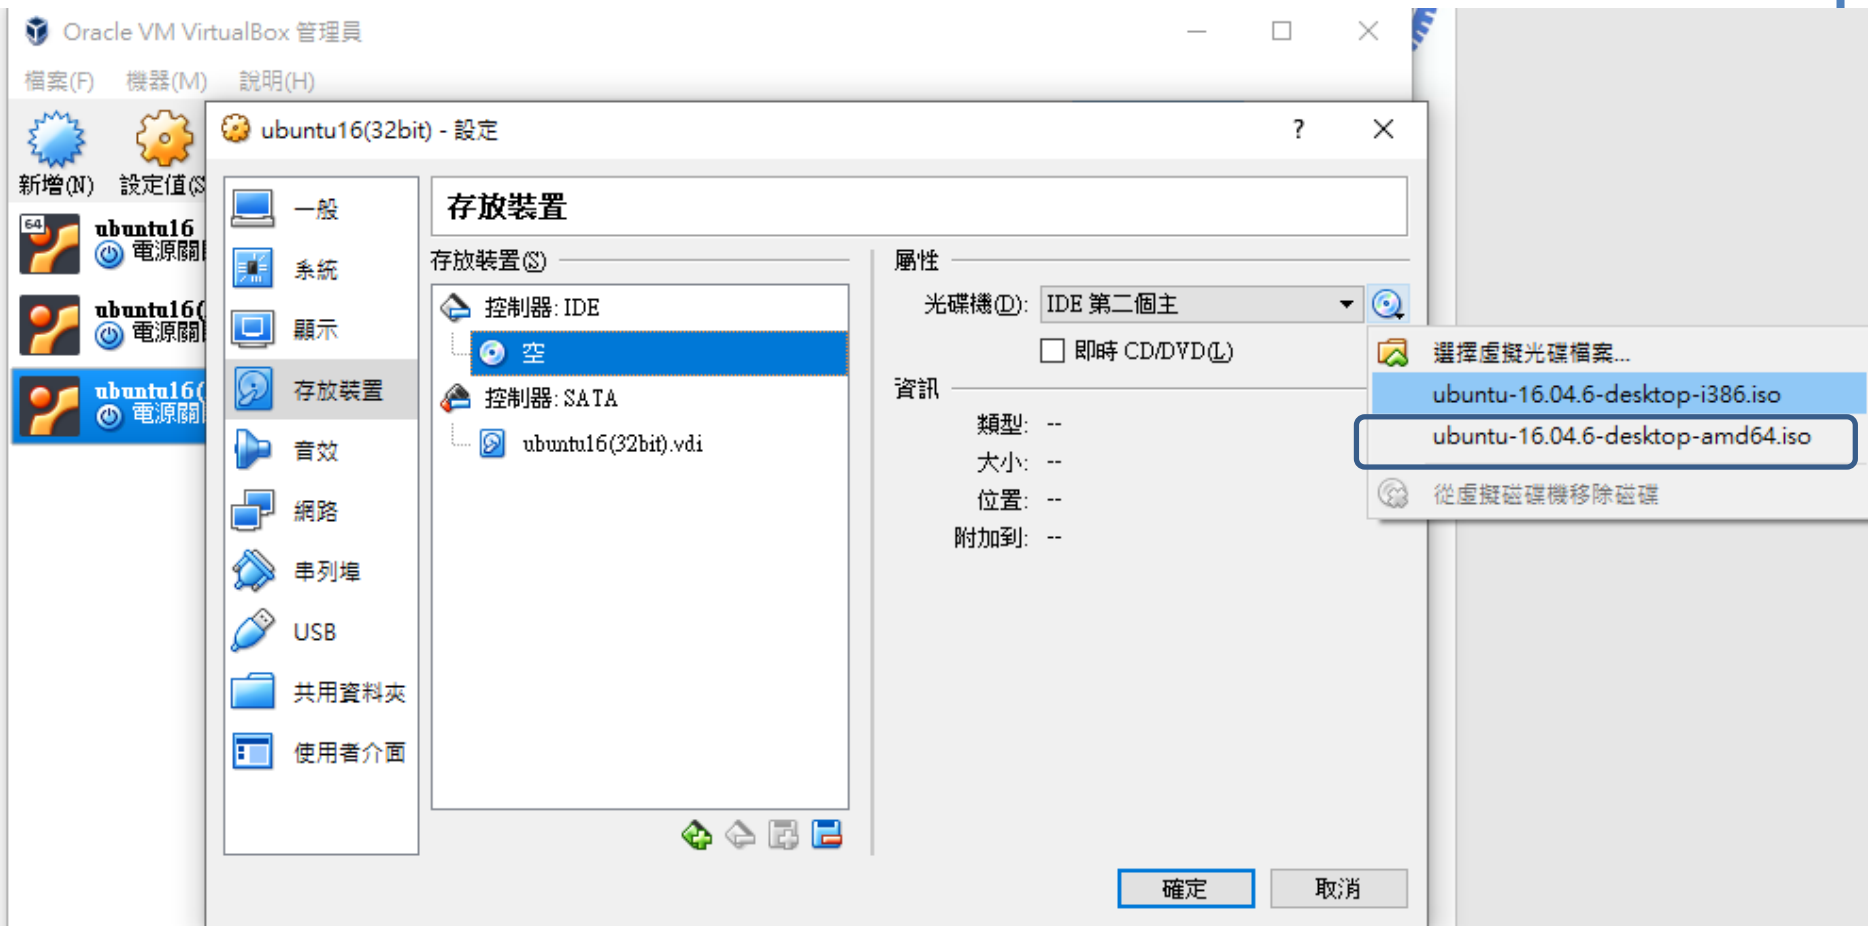 Oracle VM VirtualBox 管理員
檔案(F) 機器(M) 說明(H)
新增(N) 設定值(S
64
ubuntu16
電源關
ubuntu16(
電源關
ubuntu16(
電源關
ubuntu16(32bit) - 設定
?
一般
系統
顯示
存放裝置
音效
網路
串列埠
USB
共用資料夾
使用者介面
存放裝置
存放裝置(S)
控制器: IDE
空
控制器: SATA
ubuntu16(32bit).vdi
屬性
光碟機(D): IDE 第二個主
即時 CD/DVD(L)
資訊
類型: --
大小: --
位置: --
附加到: --
選擇虛擬光碟檔案...
ubuntu-16.04.6-desktop-i386.iso
ubuntu-16.04.6-desktop-amd64.iso
從虛擬磁碟機移除磁碟
確定 取消